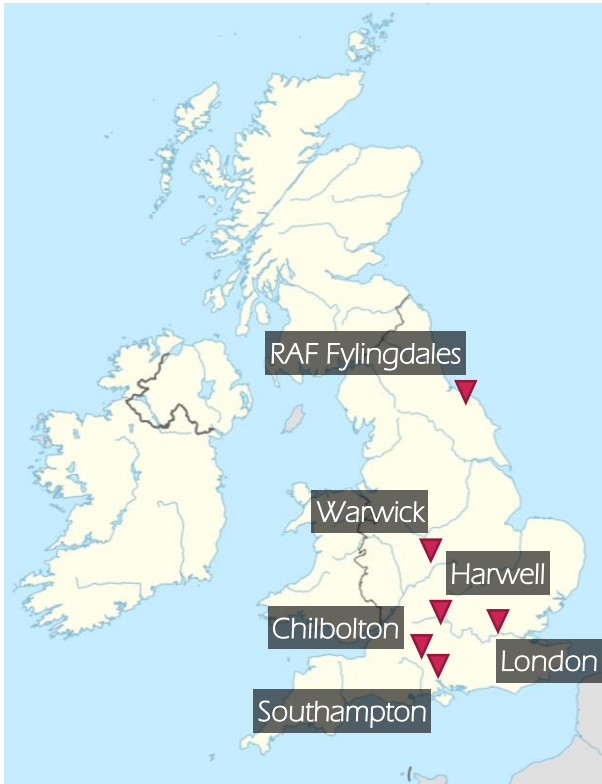 RAF Fylingdales
Warwick
Harwell
Chilbolton
London
Southampton